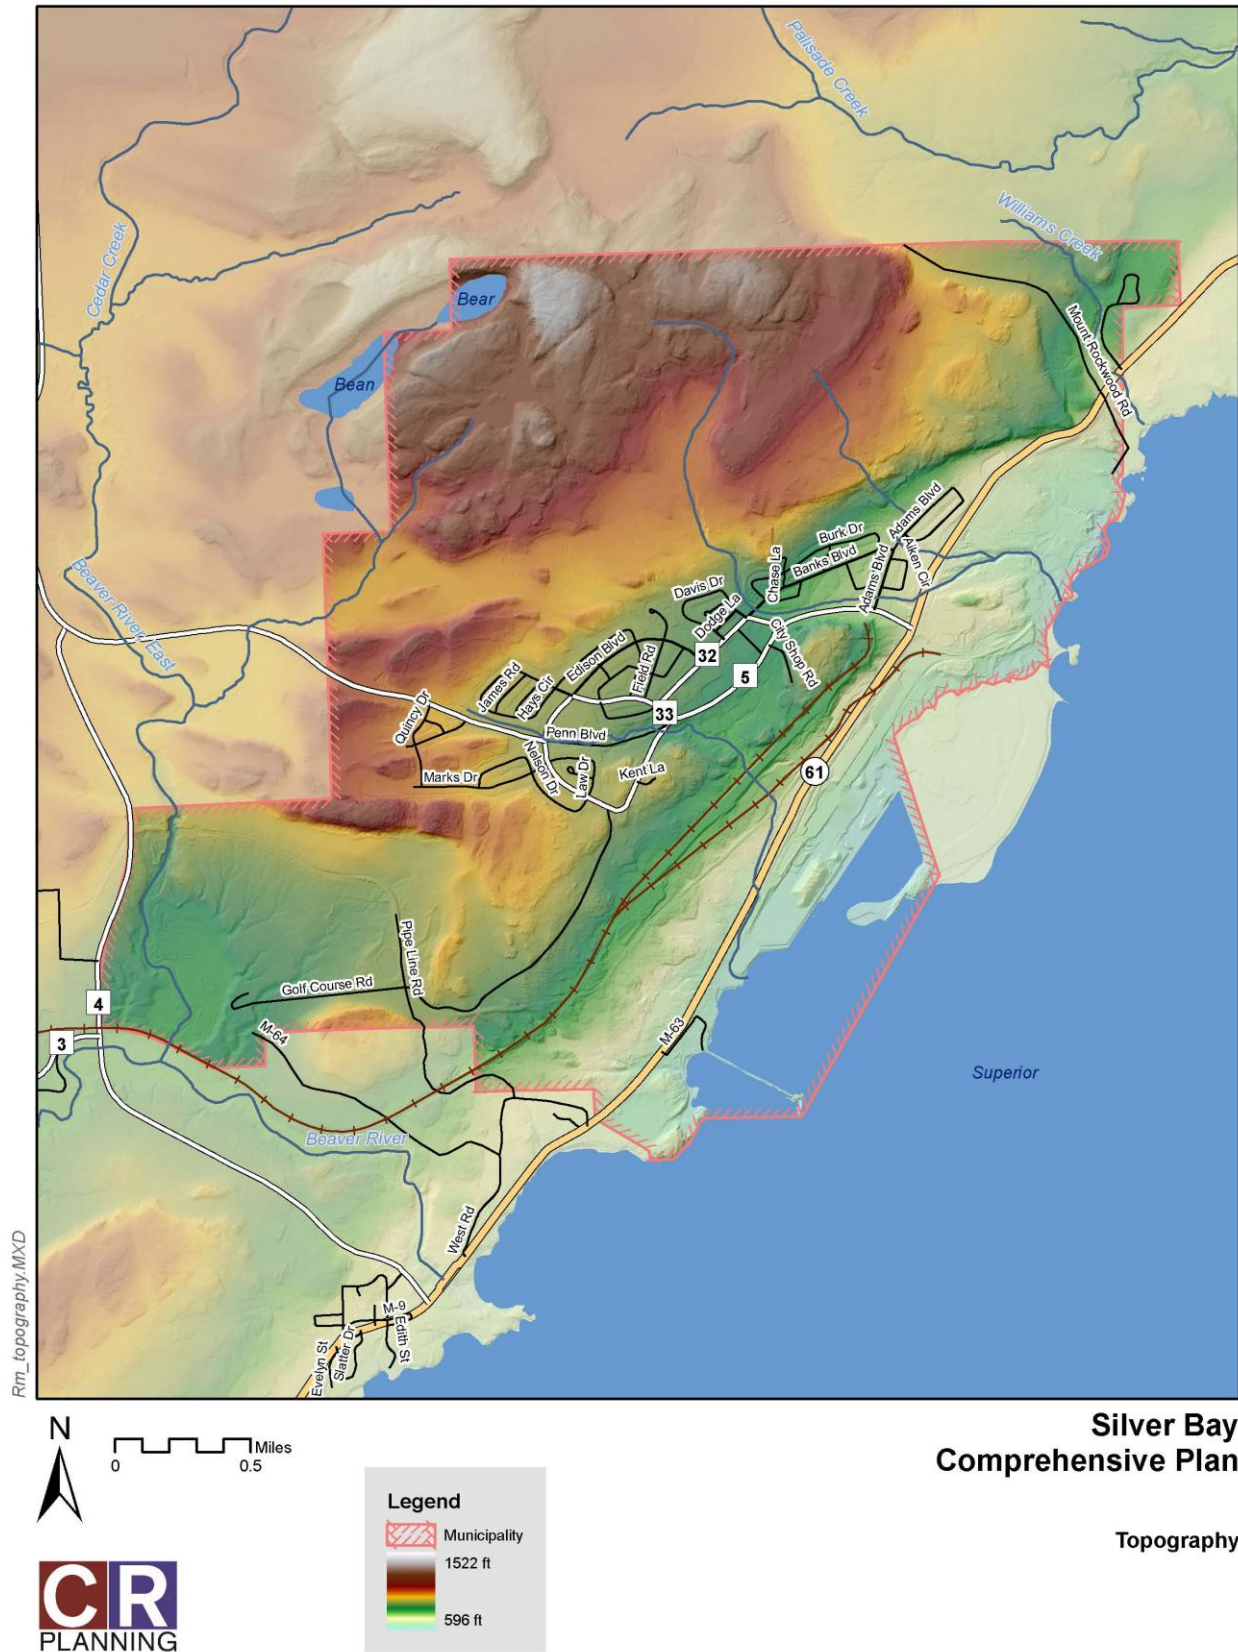 Palisade Creek
Williams Creek
Cedar Creek
Bear
Bean
Mount Rockwood Rd
Beaver River East
Adams Blvd
Burk Dr
Banks Blvd
Aiken Cir
Chase La
Adams Blvd
Davis Dr
Dodge La
City Shop Rd
Edison Blvd
Field Rd
32
5
James Rd
Hays Cir
33
Quincy Dr
Penn Blvd
Nelson Dr
Law Dr
Kent La
Marks Dr
61
Pipe Line Rd
Golf Course Rd
4
3
M-64
M-63
Superior
Beaver River
West Rd
M-9
Edith St
Slatter Dr
Evelyn St
Rm_topography.MXD
N
Miles
0 0.5
Silver Bay
Comprehensive Plan
Topography
Legend
Municipality
1522 ft
596 ft
CR
PLANNING